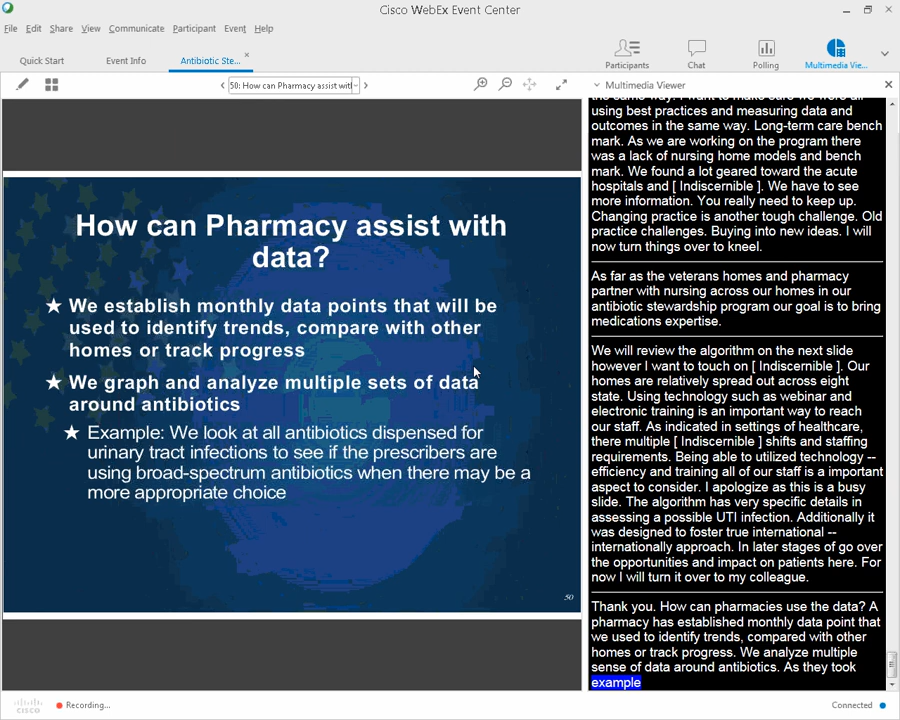 Cisco WebEx Event Center
File Edit Share View Communicate Participant Event Help
Quick Start
Event Info
Antibiotic Ste...
Participants
Chat
Polling
Multimedia Vie...
50: How can Pharmacy assist with
Multimedia Viewer
How can Pharmacy assist with
data?
We establish monthly data points that will be
used to identify trends, compare with other
homes or track progress
We graph and analyze multiple sets of data
around antibiotics
Example: We look at all antibiotics dispensed for
urinary tract infections to see if the prescribers are
using broad-spectrum antibiotics when there may be a
more appropriate choice
50
the same way. I want to make sure we were all
using best practices and measuring data and
outcomes in the same way. Long-term care bench
mark. As we are working on the program there
was a lack of nursing home models and bench
mark. We found a lot geared toward the acute
hospitals and [ Indiscernible ]. We have to see
more information. You really need to keep up.
Changing practice is another tough challenge. Old
practice challenges. Buying into new ideas. I will
now turn things over to kneel.
As far as the veterans homes and pharmacy
partner with nursing across our homes in our
antibiotic stewardship program our goal is to bring
medications expertise.
We will review the algorithm on the next slide
however I want to touch on [ Indiscernible ]. Our
homes are relatively spread out across eight
state. Using technology such as webinar and
electronic training is an important way to reach
our staff. As indicated in settings of healthcare,
there multiple [ Indiscernible ] shifts and staffing
requirements. Being able to utilized technology --
efficiency and training all of our staff is a important
aspect to consider. I apologize as this is a busy
slide. The algorithm has very specific details in
assessing a possible UTI infection. Additionally it
was designed to foster true international --
internationally approach. In later stages of go over
the opportunities and impact on patients here. For
now I will turn it over to my colleague.
Thank you. How can pharmacies use the data? A
pharmacy has established monthly data point that
we used to identify trends, compared with other
homes or track progress. We analyze multiple
sense of data around antibiotics. As they took
example
cisco
Recording...
Connected